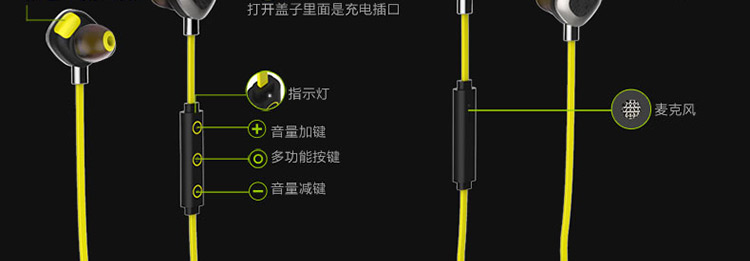 打开盖子里面是充电插口
指示灯
音量加键
多功能按键
音量减键
麦克风